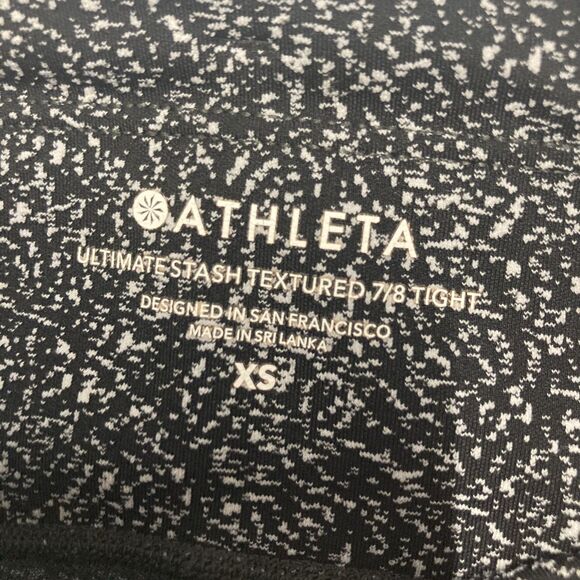 ATHLETA
ULTIMATE STASH TEXTURED 7/8 TIGHT
DESIGNED IN SAN FRANCISCO
MADE IN SRI LANKA
XS